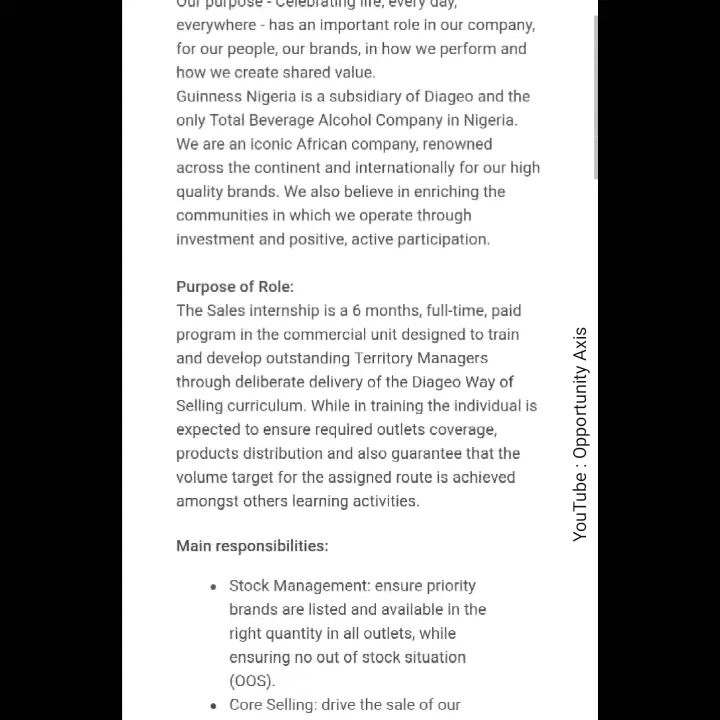 Our purpose - Celebrating life, every day,
everywhere - has an important role in our company,
for our people, our brands, in how we perform and
how we create shared value.
Guinness Nigeria is a subsidiary of Diageo and the
only Total Beverage Alcohol Company in Nigeria.
We are an iconic African company, renowned
across the continent and internationally for our high
quality brands. We also believe in enriching the
communities in which we operate through
investment and positive, active participation.
Purpose of Role:
The Sales internship is a 6 months, full-time, paid
program in the commercial unit designed to train
and develop outstanding Territory Managers
through deliberate delivery of the Diageo Way of
Selling curriculum. While in training the individual is
expected to ensure required outlets coverage,
products distribution and also guarantee that the
volume target for the assigned route is achieved
amongst others learning activities.
Main responsibilities:
• Stock Management: ensure priority
brands are listed and available in the
right quantity in all outlets, while
ensuring no out of stock situation
(OOS).
• Core Selling: drive the sale of our
YouTube : Opportunity Axis